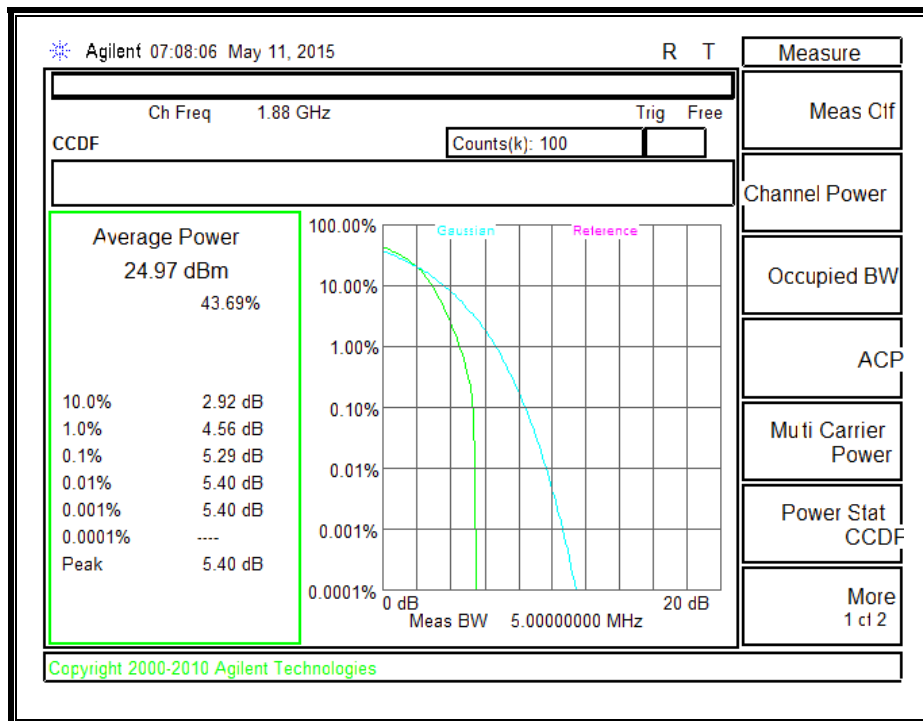 Agilent 07:08:06 May 11, 2015 R T
Ch Freq 1.88 GHz Trig Free
CCDF Counts(k): 100
Average Power
24.97 dBm
43.69%
10.0% 2.92 dB
1.0% 4.56 dB
0.1% 5.29 dB
0.01% 5.40 dB
0.001% 5.40 dB
0.0001% ----
Peak 5.40 dB
Gaussian Reference
100.00%
10.00%
1.00%
0.10%
0.01%
0.001%
0.0001%
0 dB 20 dB
Meas BW 5.00000000 MHz
Measure
Meas Off
Channel Power
Occupied BW
ACP
Multi Carrier
Power
Power Stat
CCDF
More
1 of 2
Copyright 2000-2010 Agilent Technologies